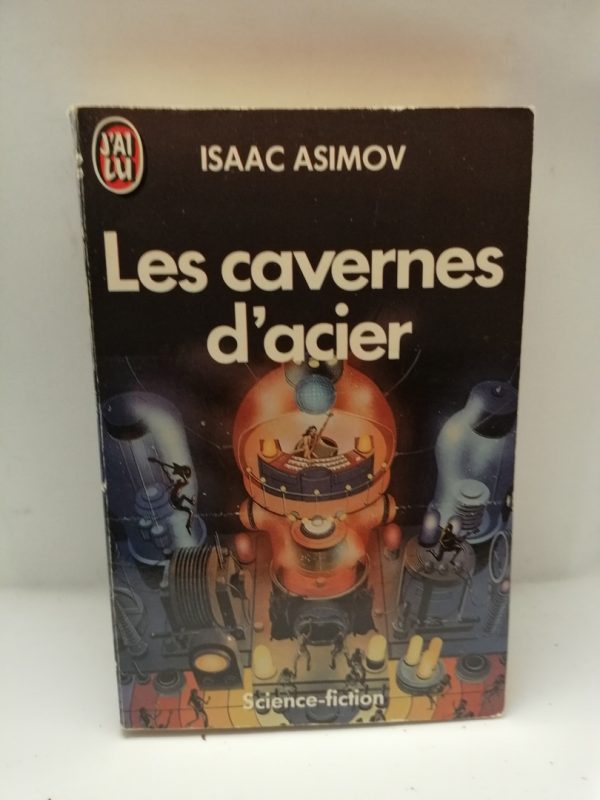 J'AI
LU
ISAAC ASIMOV
Les cavernes
d'acier
Science-fiction